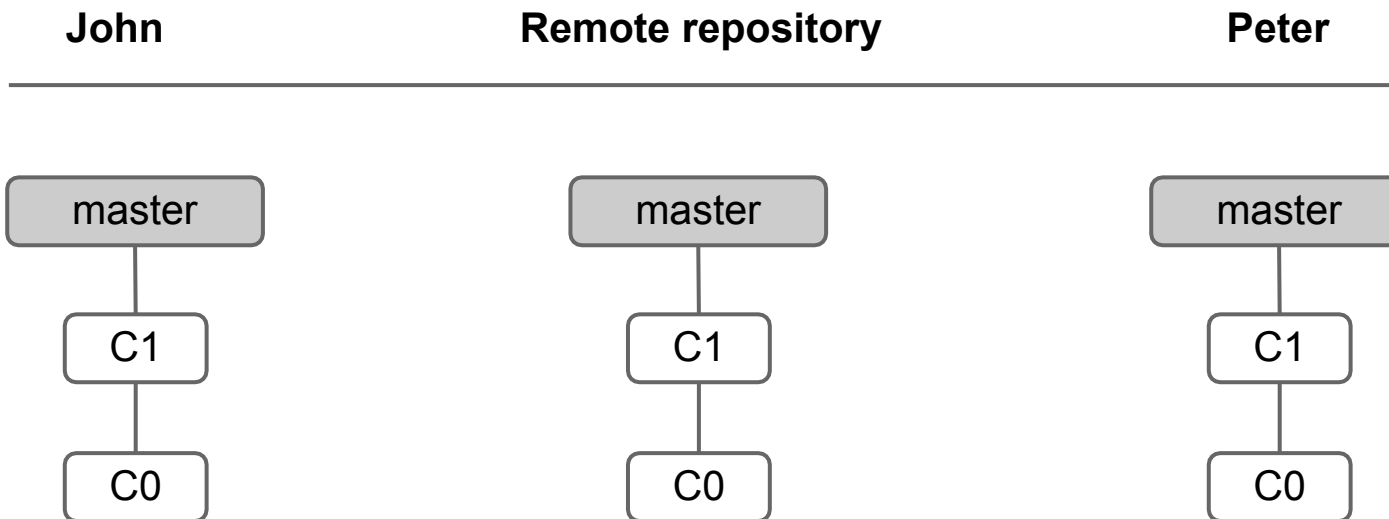 John Remote repository Peter
master master master
C1 C1 C1
C0 C0 C0